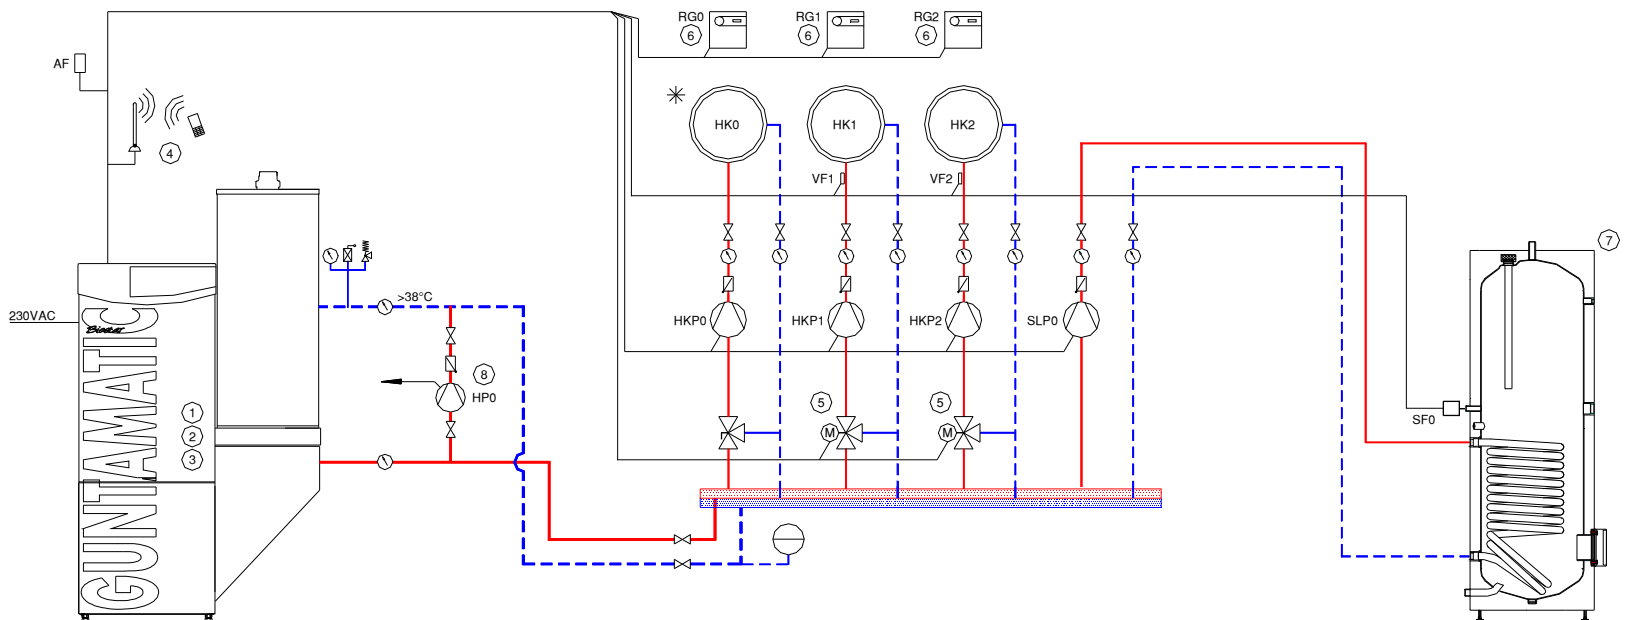 RG0
RG1
RG2
6
6
6
AF
4
HK0
HK1
HK2
VF1
VF2
7
>38°C
230VAC
Biostar
GUNTAMATIC
HKP0
HKP1
HKP2
SLP0
8
HP0
1
2
3
5
5
M
M
SF0